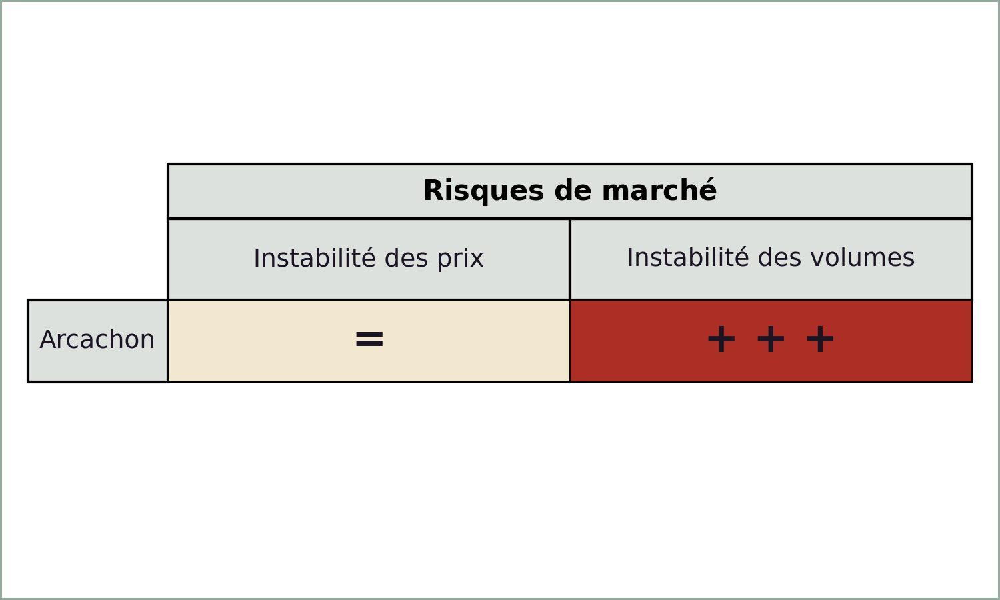 Risques de marché
Instabilité des prix
Instabilité des volumes
Arcachon
=
+ + +